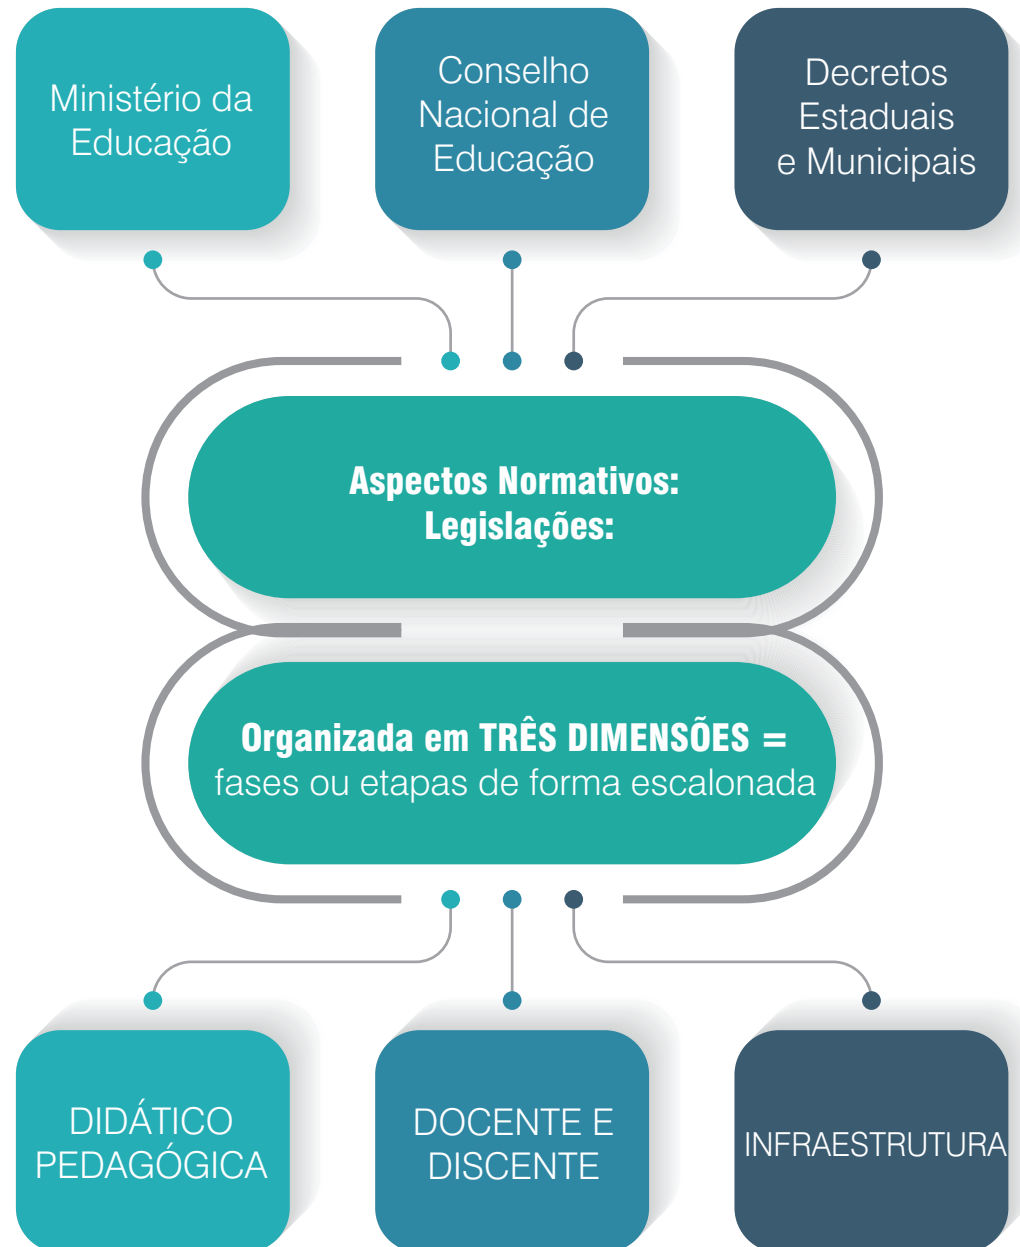 Ministério da
Educação
Conselho
Nacional de
Educação
Decretos
Estaduais
e Municipais
Aspectos Normativos:
Legislações:
Organizada em TRÊS DIMENSÕES =
fases ou etapas de forma escalonada
DIDÁTICO
PEDAGÓGICA
DOCENTE E
DISCENTE
INFRAESTRUTURA